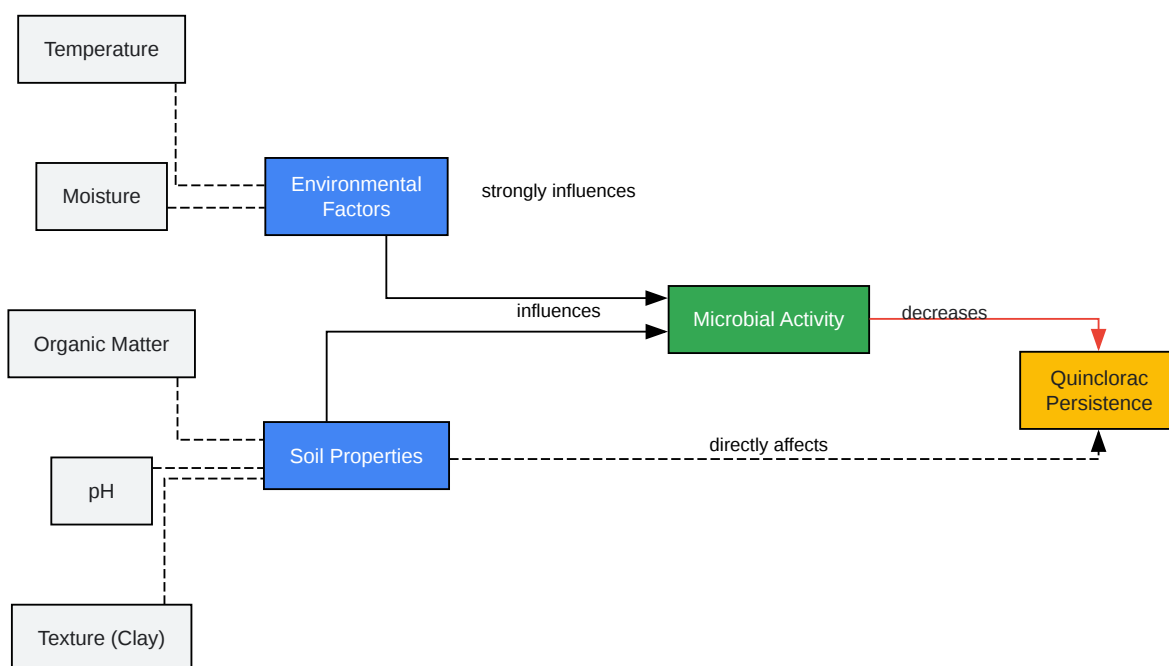 Temperature
Moisture
Environmental
Factors
strongly influences
influences
Microbial Activity
decreases
Organic Matter
Quinclorac
Persistence
Soil Properties
directly affects
pH
Texture (Clay)